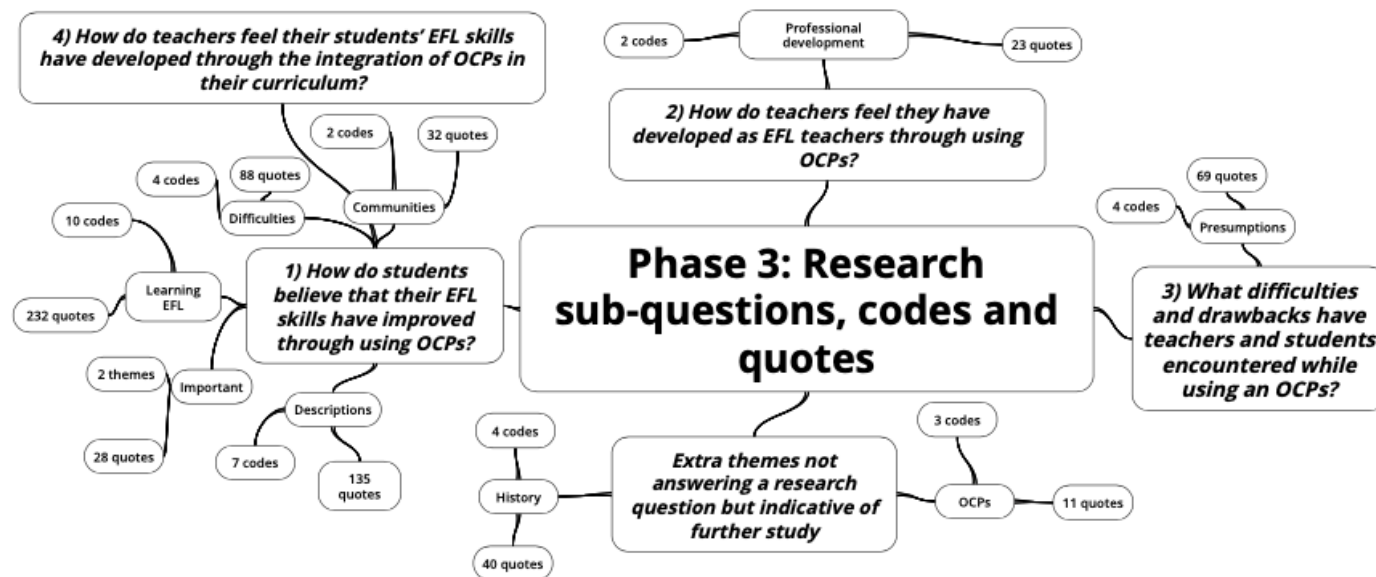 4) How do teachers feel their students’ EFL skills
have developed through the integration of OCPs in
their curriculum?
2 codes
Professional
development
23 quotes
2) How do teachers feel they have
developed as EFL teachers through using
OCPs?
2 codes
32 quotes
4 codes
88 quotes
Difficulties
Communities
10 codes
Learning
EFL
232 quotes
1) How do students
believe that their EFL
skills have improved
through using OCPs?
2 themes
Important
28 quotes
Descriptions
7 codes
135
quotes
Phase 3: Research
sub-questions, codes and
quotes
69 quotes
4 codes
Presumptions
3) What difficulties
and drawbacks have
teachers and students
encountered while
using an OCPs?
4 codes
History
40 quotes
Extra themes not
answering a research
question but indicative of
further study
3 codes
OCPs
11 quotes